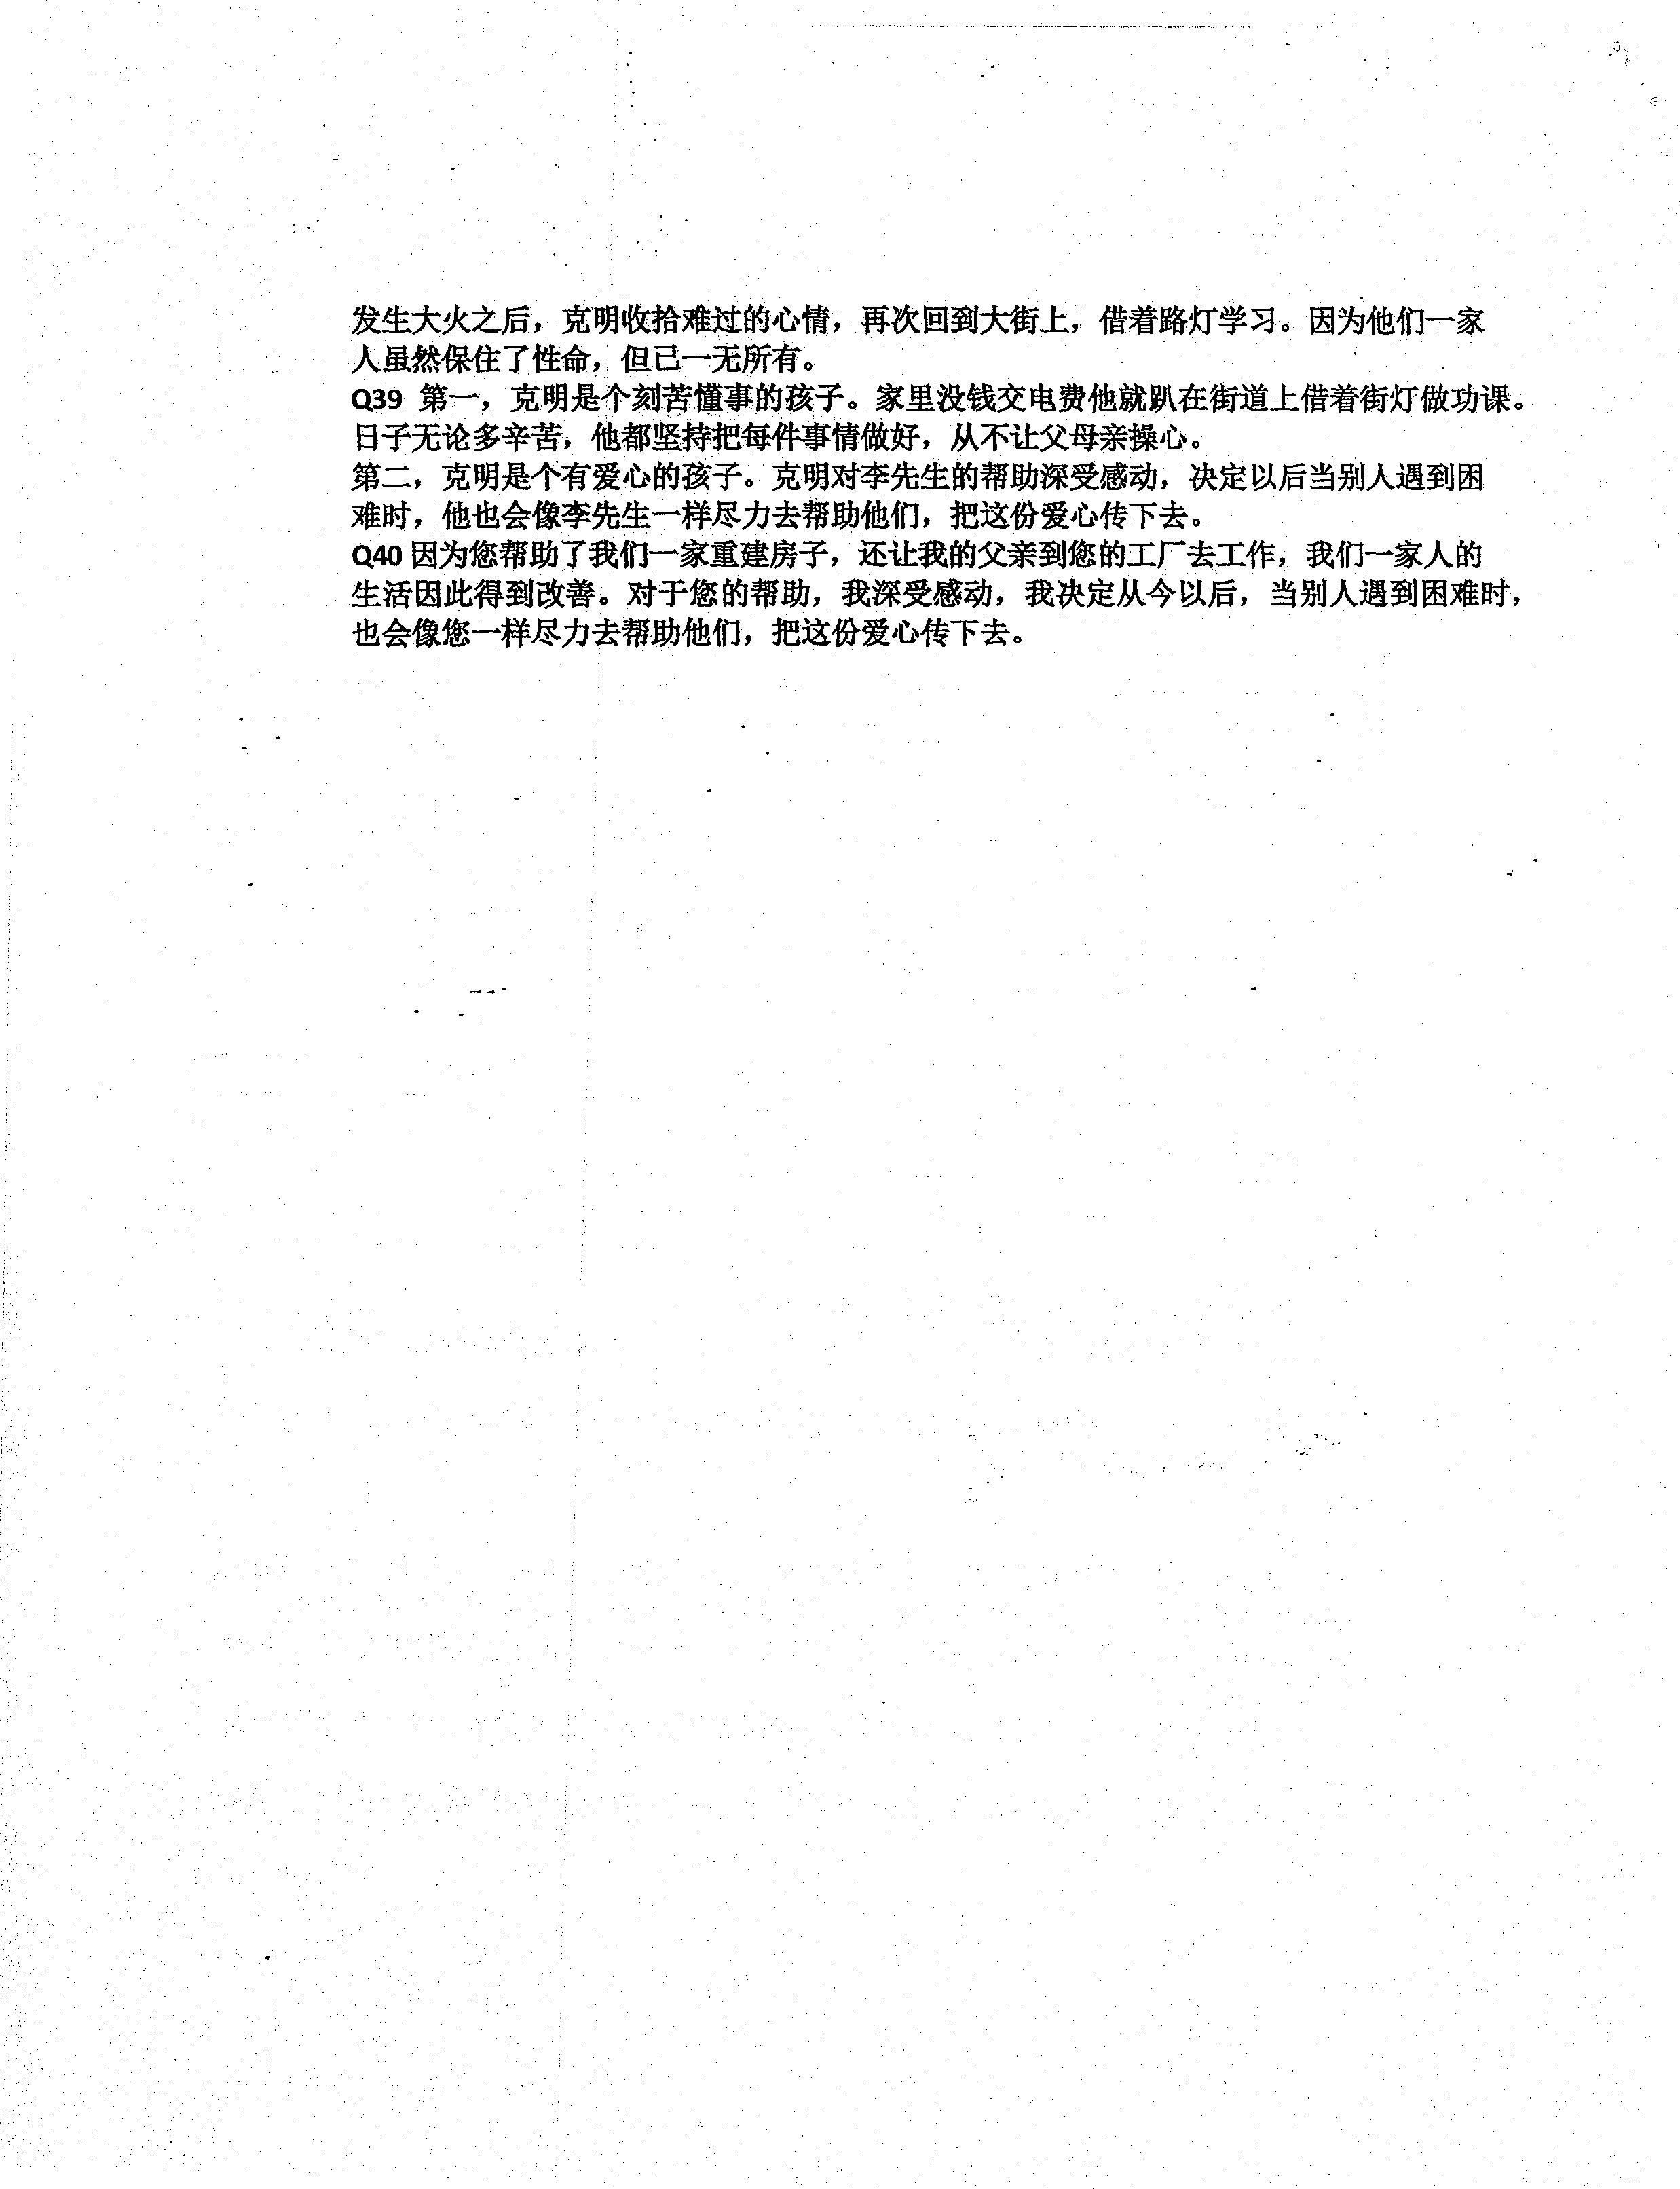 发生大火之后，克明收拾难过的心情，再次回到大街上，借着路灯学习。因为他们一家
人虽然保住了性命，但已一无所有。
Q39 第一，克明是个刻苦懂事的孩子。家里没钱交电费他就趴在街道上借着街灯做功课。
日子无论多辛苦，他都坚持把每件事情做好，从不让父母亲操心。
第二，克明是个有爱心的孩子。克明对李先生的帮助深受感动，决定以后当别人遇到困
难时，他也会像李先生一样尽力去帮助他们，把这份爱心传下去。
Q40 因为您帮助了我们一家重建房子，还让我的父亲到您的工厂去工作，我们一家人的
生活因此得到改善。对于您的帮助，我深受感动，我决定从今以后，当别人遇到困难时，
也会像您一样尽力去帮助他们，把这份爱心传下去。